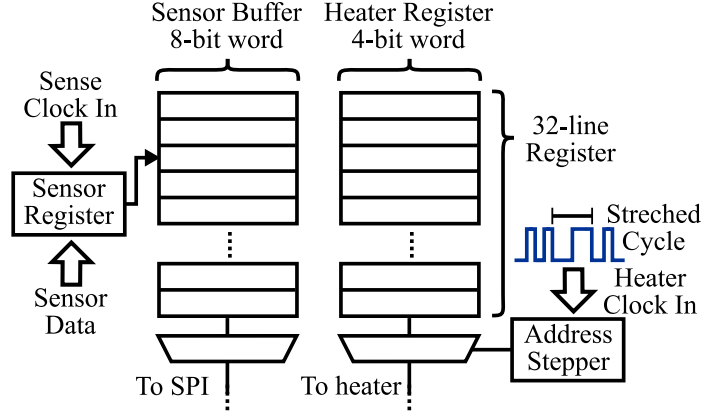 Sensor Buffer
8-bit word
Heater Register
4-bit word
Sense
Clock In
Sensor
Register
Sensor
Data
32-line
Register
Streched
Cycle
Heater
Clock In
Address
Stepper
To SPI
To heater